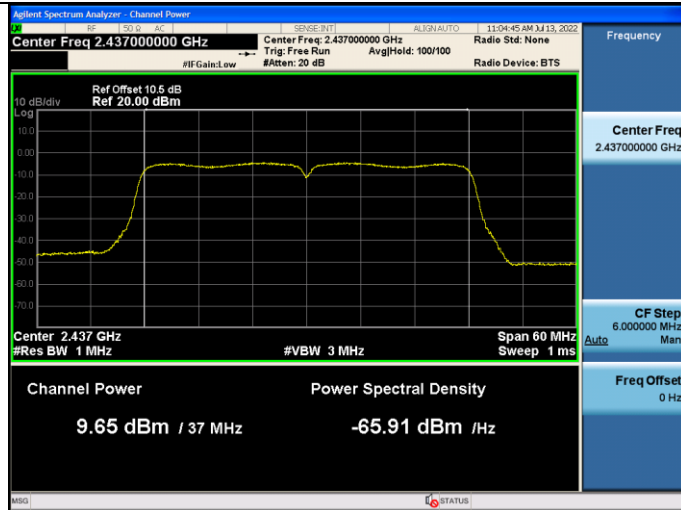 Agilent Spectrum Analyzer - Channel Power
RF 50 Ω AC SENSE:INT ALIGN AUTO 11:04:45 AM Jul 13, 2022
Center Freq 2.437000000 GHz Center Freq: 2.437000000 GHz Radio Std: None Frequency
Trig: Free Run Avg|Hold: 100/100
#IFGain:Low #Atten: 20 dB Radio Device: BTS
Ref Offset 10.5 dB
10 dB/div Ref 20.00 dBm
Log
10.0
0.00
-10.0
-20.0
-30.0
-40.0
-50.0
-60.0
-70.0
Center Freq
2.437000000 GHz
CF Step
6.000000 MHz
Auto Man
Freq Offset
0 Hz
Center 2.437 GHz Span 60 MHz
#Res BW 1 MHz #VBW 3 MHz Sweep 1 ms
Channel Power Power Spectral Density
9.65 dBm / 37 MHz -65.91 dBm /Hz
MSG STATUS